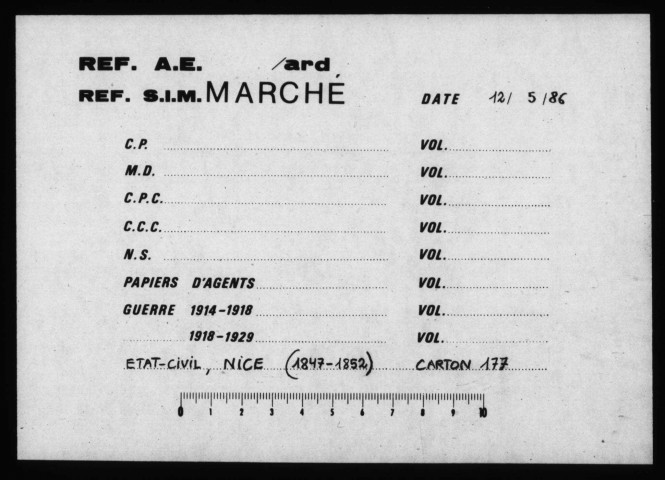 REF. A.E. /ard
REF. S.I.M. MARCHÉ DATE 12/ 5 /86
C.P. VOL.
M.D. VOL.
C.P.C. VOL.
C.C.C. VOL.
N.S. VOL.
PAPIERS D'AGENTS VOL.
GUERRE 1914-1918 VOL.
1918-1929 VOL.
ETAT-CIVIL, NICE (1847-1852) CARTON 177
0 1 2 3 4 5 6 7 8 9 10